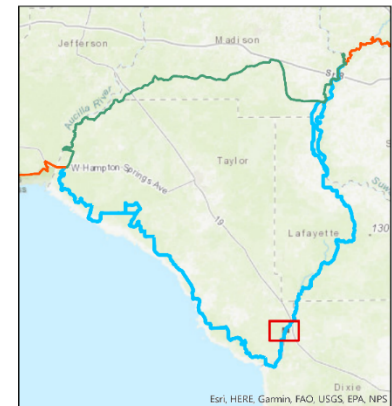 Jefferson
Madison
Aucilla River
W Hampton Springs Ave
Taylor
19
Lafayette
130
Dixie
Esri, HERE, Garmin, FAO, USGS, EPA, NPS